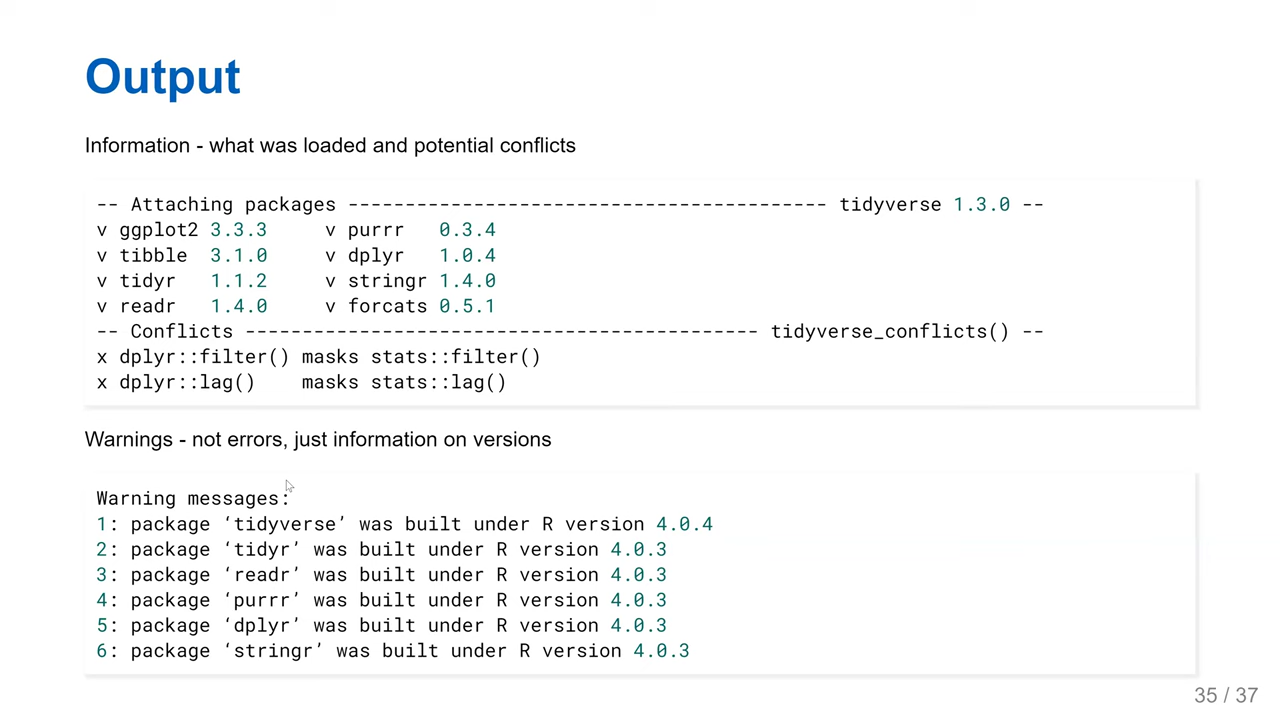 Output
Information - what was loaded and potential conflicts
-- Attaching packages ------------------------------------------ tidyverse 1.3.0 --
v ggplot2 3.3.3     v purrr   0.3.4
v tibble  3.1.0     v dplyr   1.0.4
v tidyr   1.1.2     v stringr 1.4.0
v readr   1.4.0     v forcats 0.5.1
-- Conflicts --------------------------------------------- tidyverse_conflicts() --
x dplyr::filter() masks stats::filter()
x dplyr::lag()    masks stats::lag()
Warnings - not errors, just information on versions
Warning messages:
1: package ‘tidyverse’ was built under R version 4.0.4
2: package ‘tidyr’ was built under R version 4.0.3
3: package ‘readr’ was built under R version 4.0.3
4: package ‘purrr’ was built under R version 4.0.3
5: package ‘dplyr’ was built under R version 4.0.3
6: package ‘stringr’ was built under R version 4.0.3
35 / 37